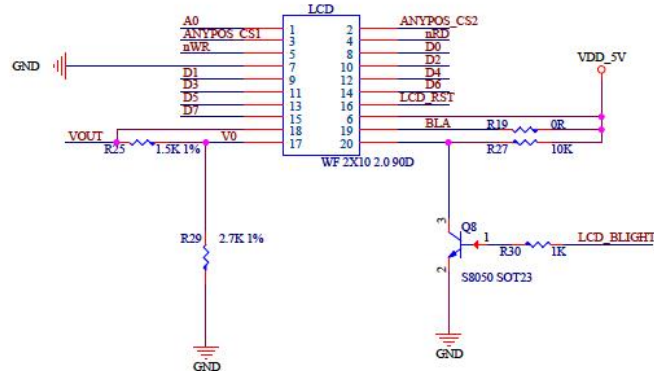 LCD
A0 1 2 ANYPOS_CS2
ANYPOS_CS1 3 4 nRD
nWR 5 8 D0
GND 7 10 D2
D1 9 12 D4
D3 11 14 D6
D5 13 16 LCD_RST
D7 15 6
VDD_5V
18 19 BLA R19 0R
VOUT R25 1.5K 1% V0 17 20 R27 10K
WF 2X10 2.0 90D
R29 2.7K 1%
3 Q8
1 R30 1K LCD_BLIGHT
2 S8050 SOT23
GND
GND